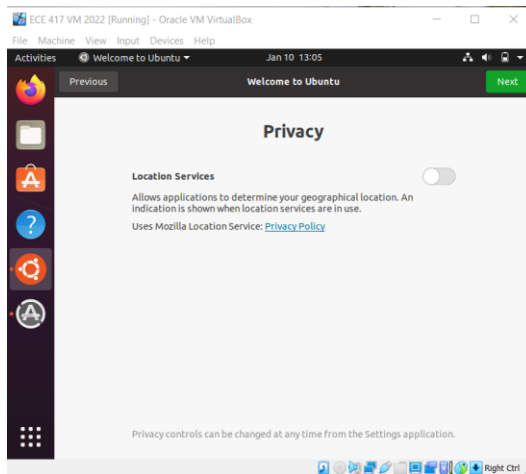 ECE 417 VM 2022 [Running] - Oracle VM VirtualBox
File Machine View Input Devices Help
Activities Welcome to Ubuntu Jan 10 13:05
Previous Welcome to Ubuntu Next
Privacy
Location Services
Allows applications to determine your geographical location. An
indication is shown when location services are in use.
Uses Mozilla Location Service: Privacy Policy
Privacy controls can be changed at any time from the Settings application.
Right Ctrl